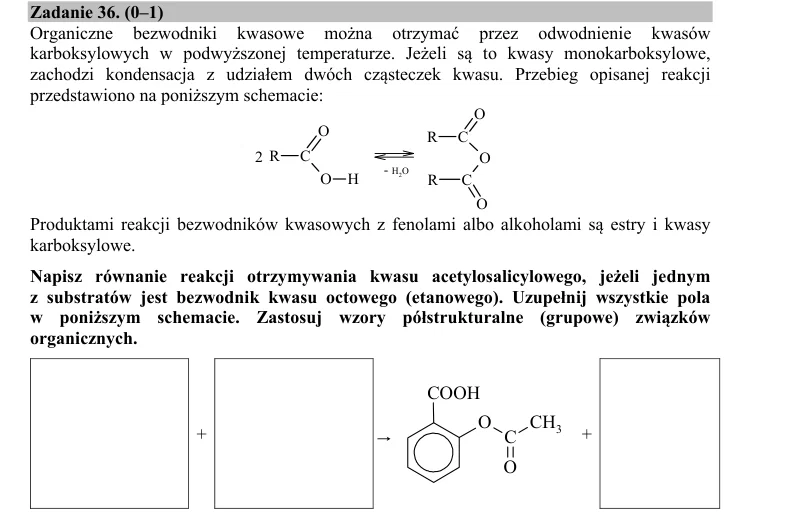 Zadanie 36. (0–1)
Organiczne bezwodniki kwasowe można otrzymać przez odwodnienie kwasów
karboksylowych w podwyższonej temperaturze. Jeżeli są to kwasy monokarboksylowe,
zachodzi kondensacja z udziałem dwóch cząsteczek kwasu. Przebieg opisanej reakcji
przedstawiono na poniższym schemacie:
O
R—C
O
2 R—C
O
- H₂O
O—H
R—C
O
Produktami reakcji bezwodników kwasowych z fenolami albo alkoholami są estry i kwasy
karboksylowe.
Napisz równanie reakcji otrzymywania kwasu acetylosalicylowego, jeżeli jednym
z substratów jest bezwodnik kwasu octowego (etanowego). Uzupełnij wszystkie pola
w poniższym schemacie. Zastosuj wzory półstrukturalne (grupowe) związków
organicznych.
COOH
O CH₃
C
O
+ → +